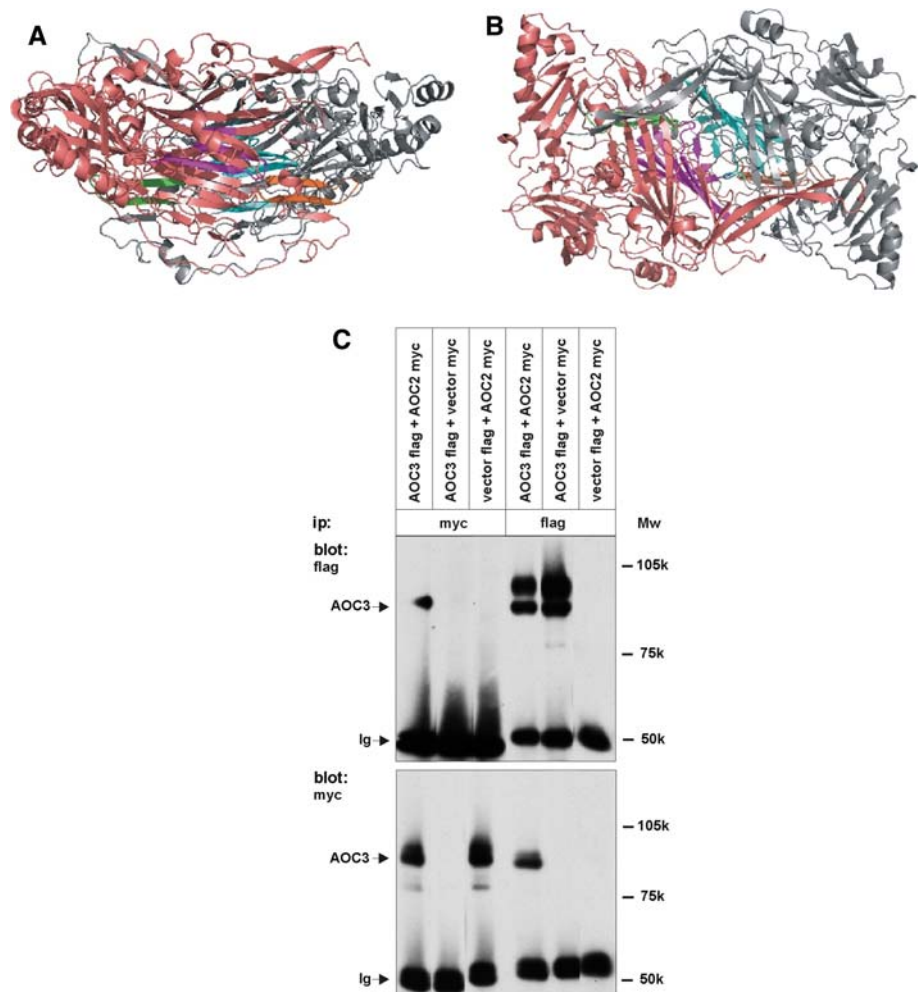 A
B
C
AOC3 flag + AOC2 myc
AOC3 flag + vector myc
vector flag + AOC2 myc
AOC3 flag + AOC2 myc
AOC3 flag + vector myc
vector flag + AOC2 myc
ip: myc flag Mw
blot:
flag
105k
AOC3
75k
Ig 50k
blot:
myc
105k
AOC3
75k
Ig 50k